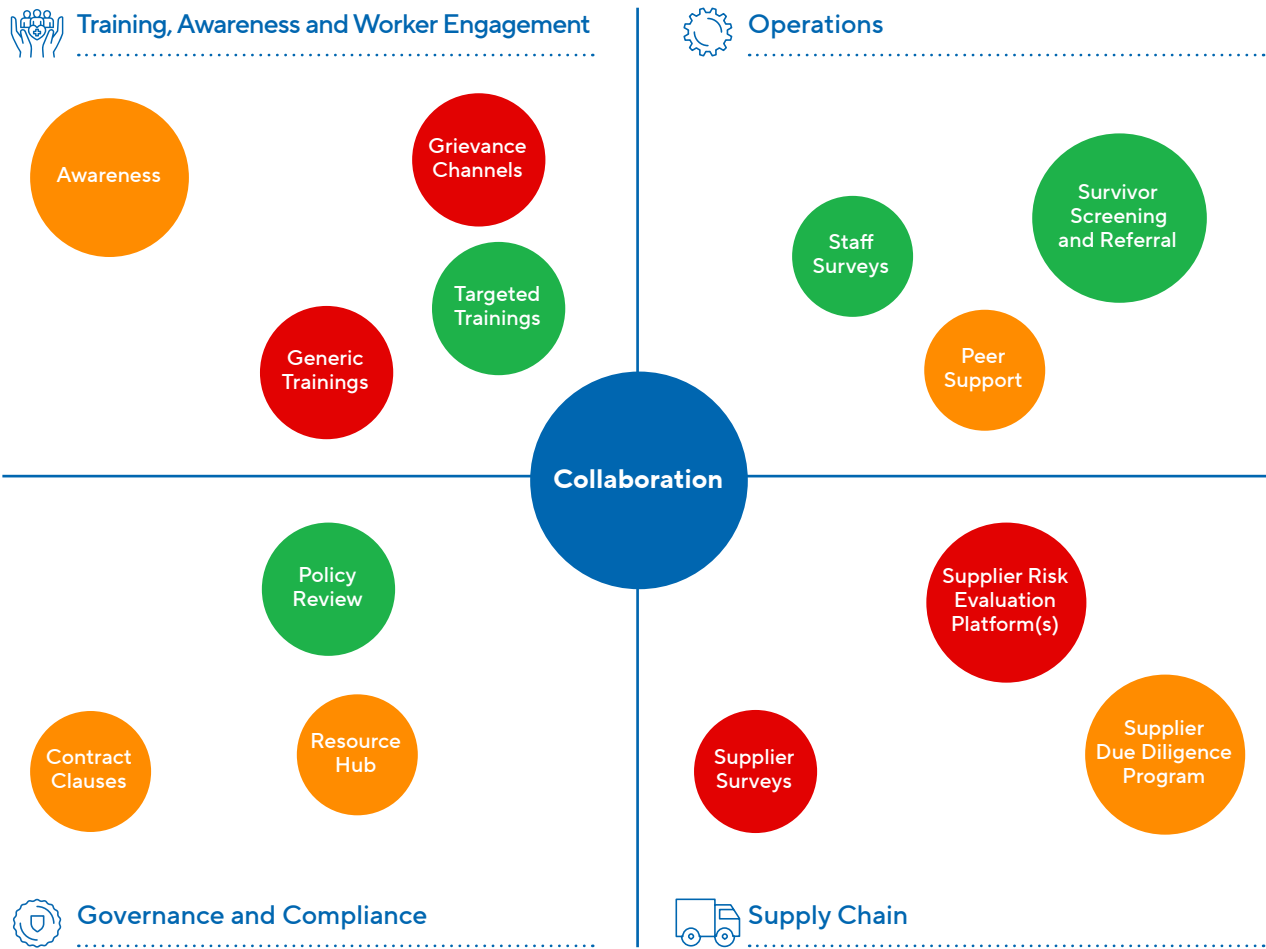 Training, Awareness and Worker Engagement
Awareness
Grievance
Channels
Targeted
Trainings
Generic
Trainings
Operations
Survivor
Screening
and Referral
Staff
Surveys
Peer
Support
Collaboration
Policy
Review
Resource
Hub
Contract
Clauses
Governance and Compliance
Supplier Risk
Evaluation
Platform(s)
Supplier
Due Diligence
Program
Supplier
Surveys
Supply Chain